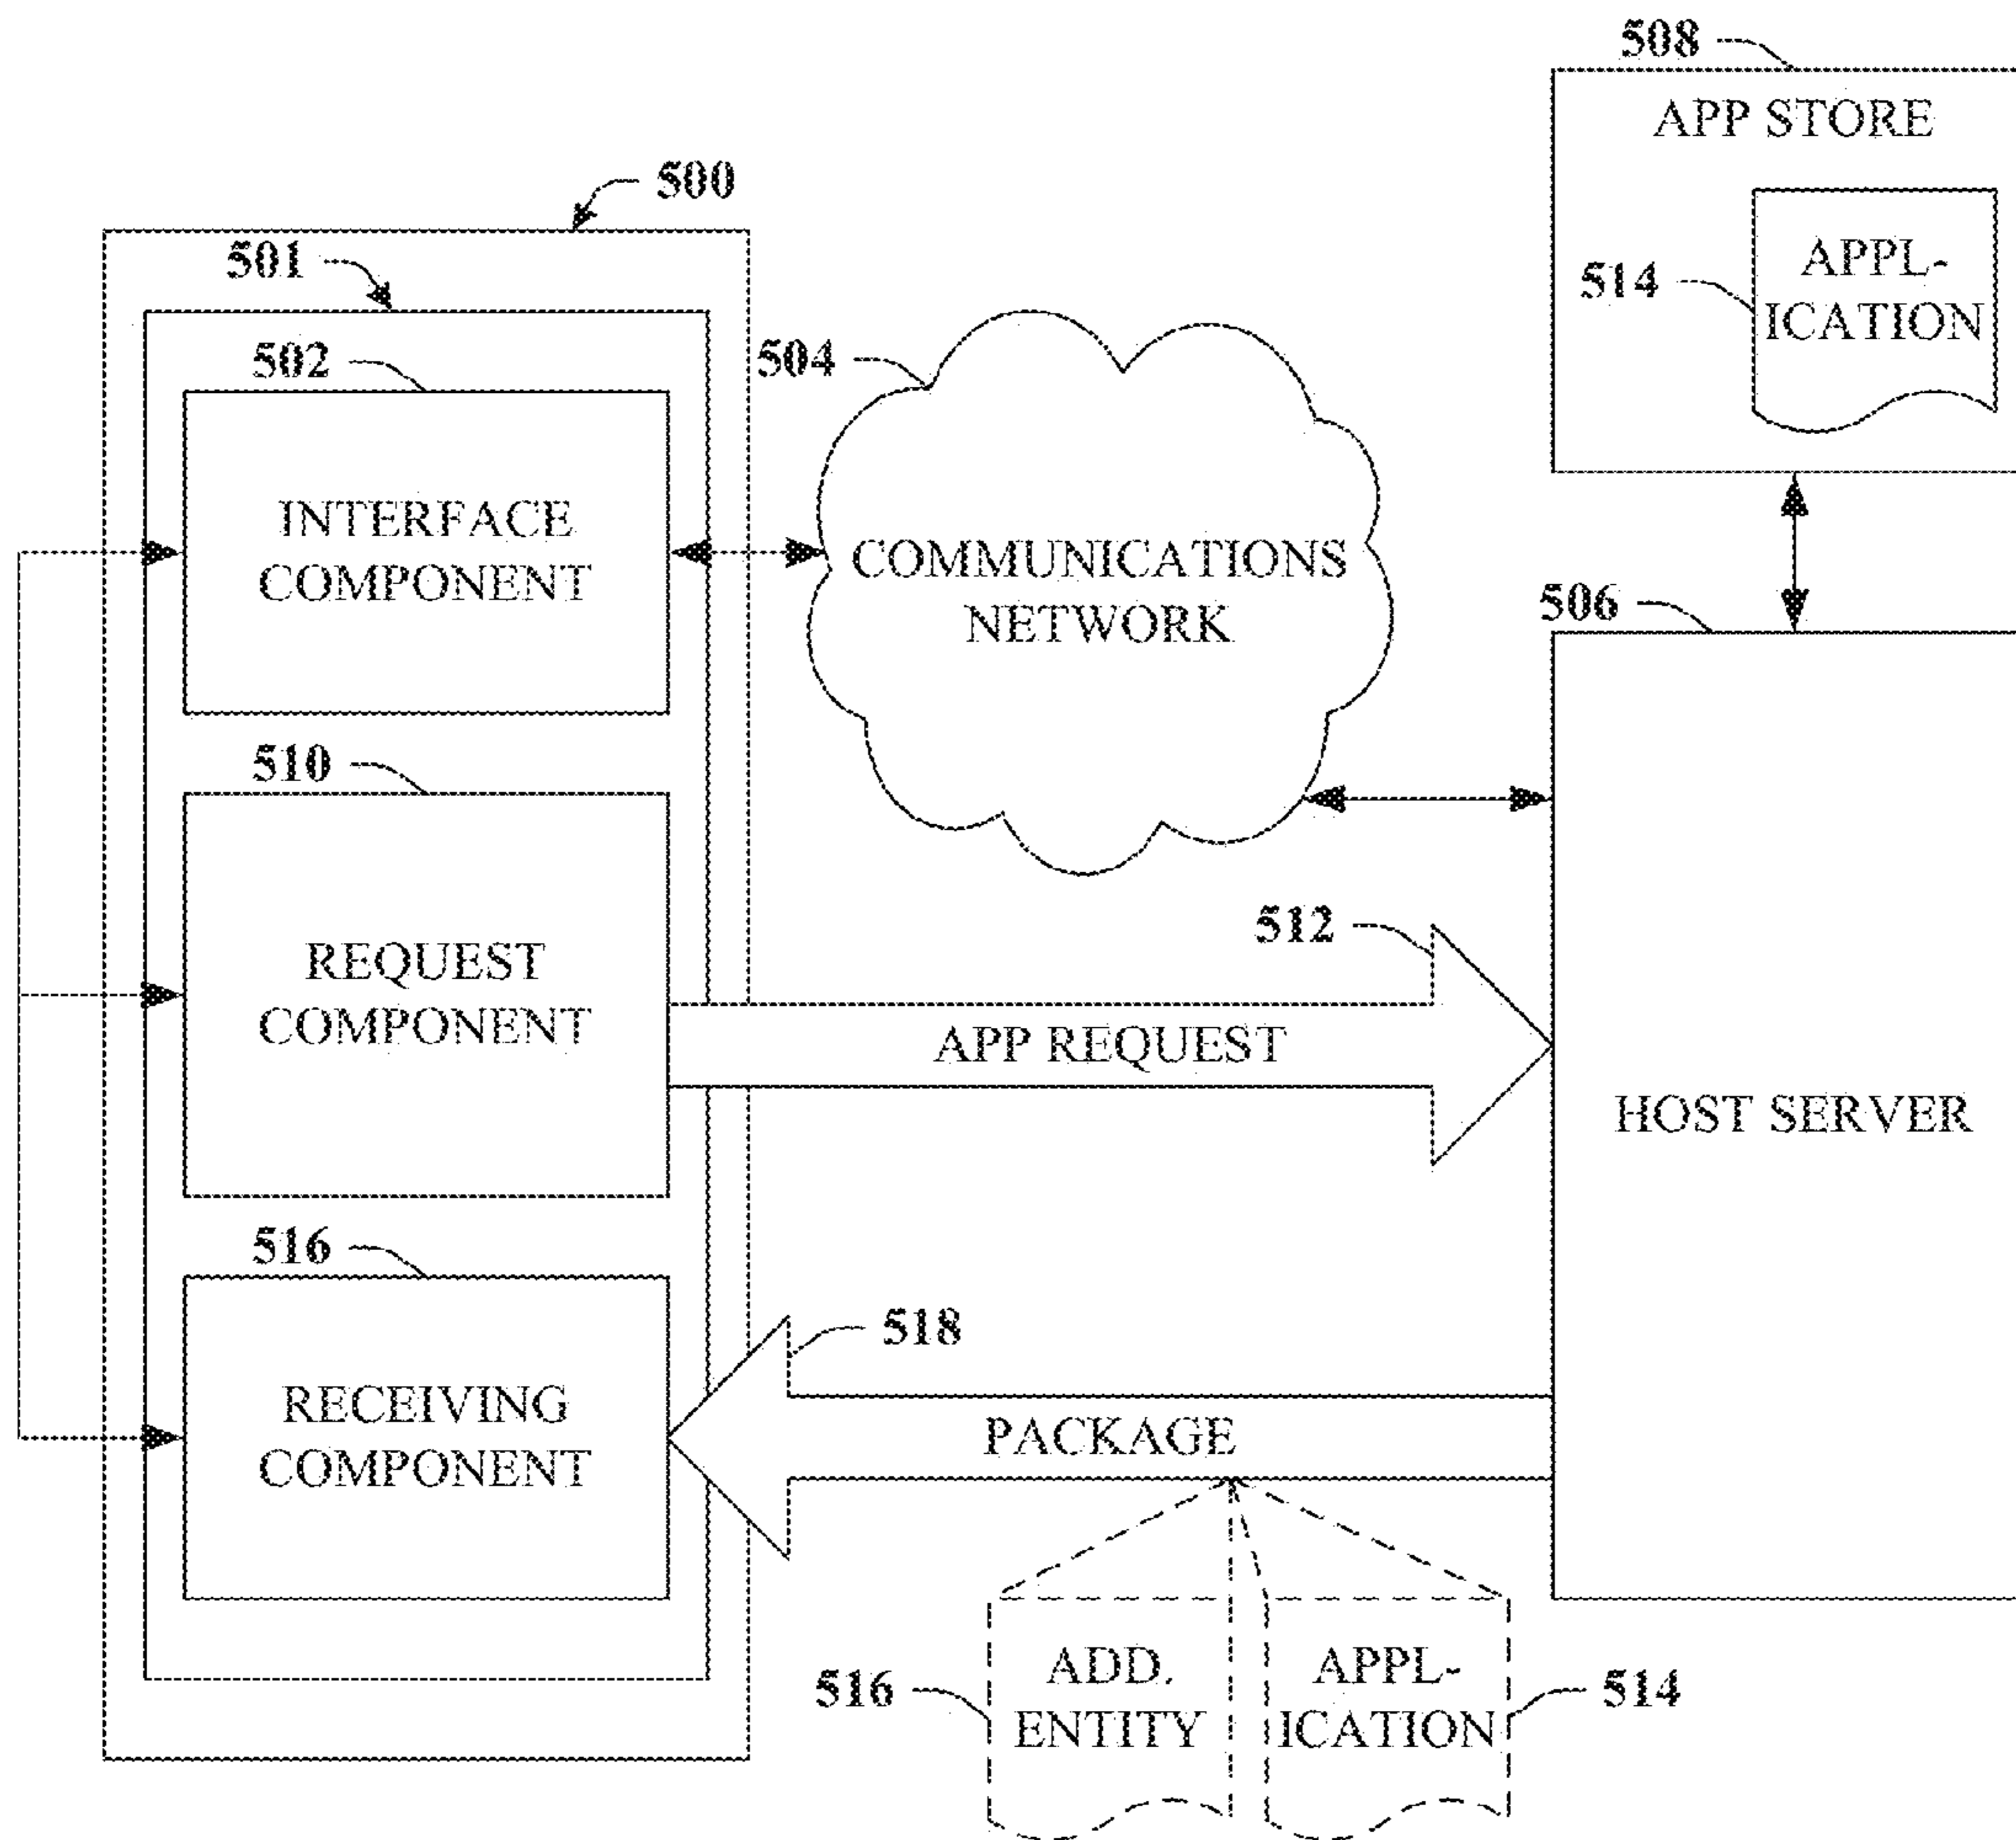 508
APP STORE
514
APPL-
ICATION
500
501
502
INTERFACE
COMPONENT
504
COMMUNICATIONS
NETWORK
506
HOST SERVER
510
REQUEST
COMPONENT
512
APP REQUEST
516
RECEIVING
COMPONENT
518
PACKAGE
516
ADD.
ENTITY
APPL-
ICATION
514